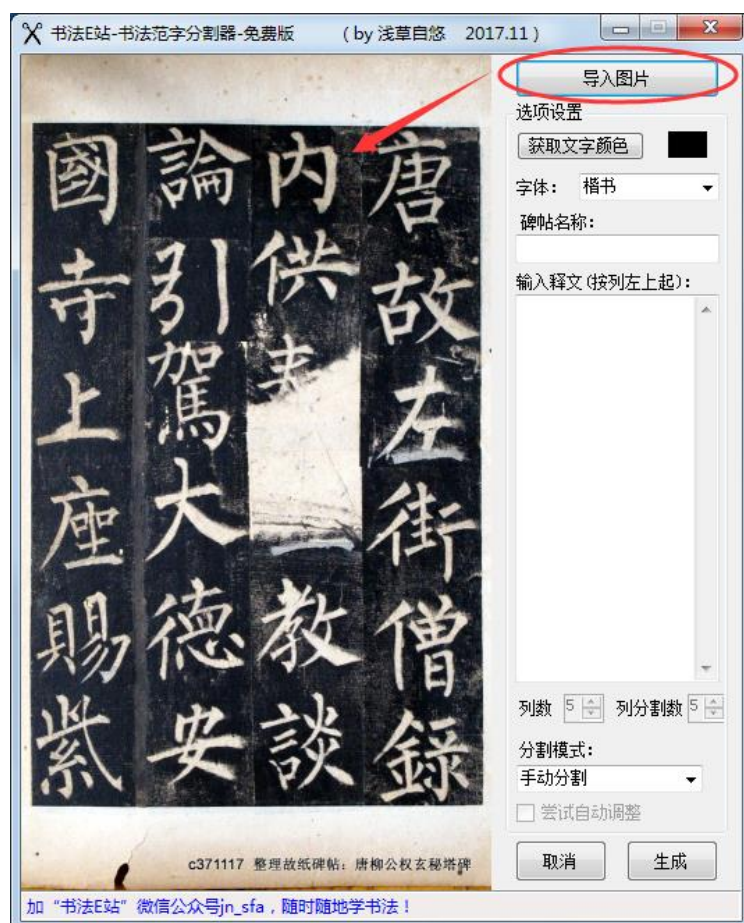 书法E站-书法范字分割器-免费版 （by 浅草自悠 2017.11）
唐故左街僧錄
内供教談
論引駕大德安
國寺上座賜紫
c371117 整理故纸碑帖：唐柳公权玄秘塔碑
导入图片
选项设置
获取文字颜色
字体： 楷书
碑帖名称：
输入释文(按列左上起)：
列数 5 列分割数 5
分割模式：
手动分割
尝试自动调整
取消 生成
加“书法E站”微信公众号jn_sfa，随时随地学书法！